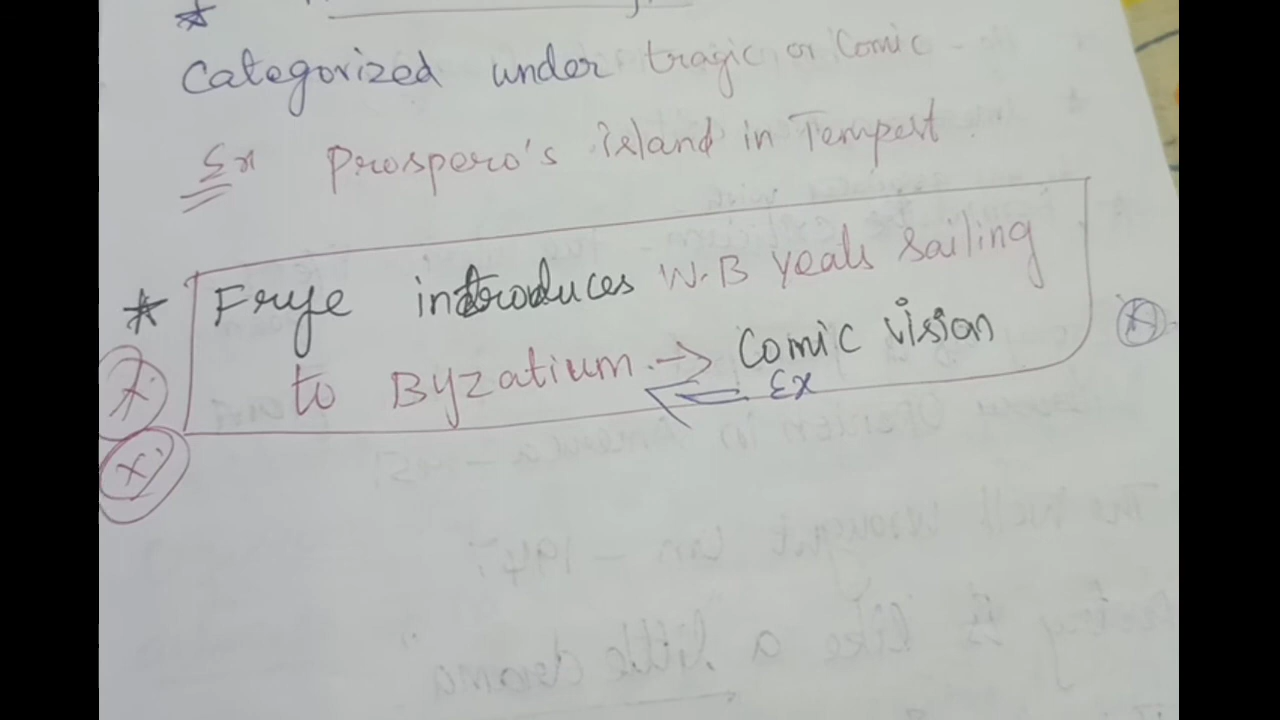 Categorized under tragic or Comic
Ex Prospero's island in Tempest.
Frye introduces W.B Yeats Sailing
to Byzatium. -> Comic vision
Ex